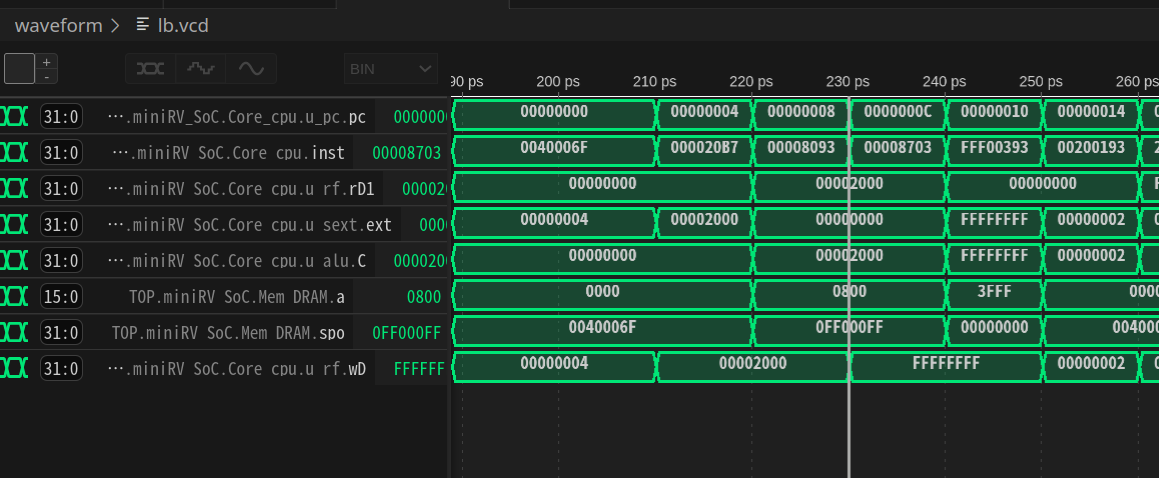 waveform lb.vcd
+
-
BIN
90 ps 200 ps 210 ps 220 ps 230 ps 240 ps 250 ps 260 ps
31:0 ···.miniRV_SoC.Core_cpu.u_pc.pc 000000 00000000 00000004 00000008 0000000C 00000010 00000014 0
31:0 ···.miniRV SoC.Core cpu.inst 00008703 0040006F 000020B7 00008093 00008703 FFF00393 00200193 2
31:0 ···.miniRV SoC.Core cpu.u rf.rD1 00002 00000000 00002000 00000000 F
31:0 ···.miniRV SoC.Core cpu.u sext.ext 000 00000004 00002000 00000000 FFFFFFFF 00000002 0
31:0 ···.miniRV SoC.Core cpu.u alu.C 000020 00000000 00002000 FFFFFFFF 00000002
15:0 TOP.miniRV SoC.Mem DRAM.a 0800 0000 0800 3FFF 0000
31:0 TOP.miniRV SoC.Mem DRAM.spo 0FF000FF 0040006F 0FF000FF 00000000 004000
31:0 ···.miniRV SoC.Core cpu.u rf.wD FFFFFF 00000004 00002000 FFFFFFFF 00000002 0